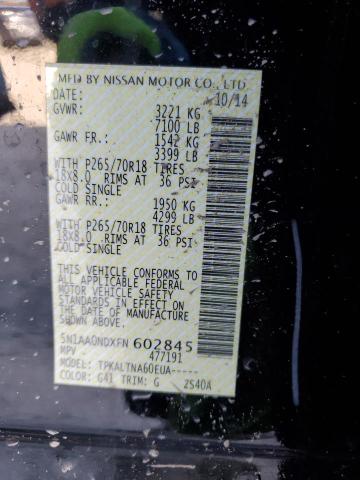 MFD BY NISSAN MOTOR CO., LTD
DATE: 10/14
GVWR: 3221 KG
7100 LB
GAWR FR.: 1542 KG
3399 LB
WITH P265/70R18 TIRES
18X8.0 RIMS AT 36 PSI
COLD SINGLE
GAWR RR.: 1950 KG
4299 LB
WITH P265/70R18 TIRES
18X8.0 RIMS AT 36 PSI
COLD SINGLE
THIS VEHICLE CONFORMS TO
ALL APPLICABLE FEDERAL
MOTOR VEHICLE SAFETY
STANDARDS IN EFFECT ON
THE DATE OF MANUFACTURE
SHOWN ABOVE.
5N1AA0NDXFN 602845
MPV 477191
MODEL: TPKALTNA60EUA-----
COLOR: G41 TRIM: G 2S40A